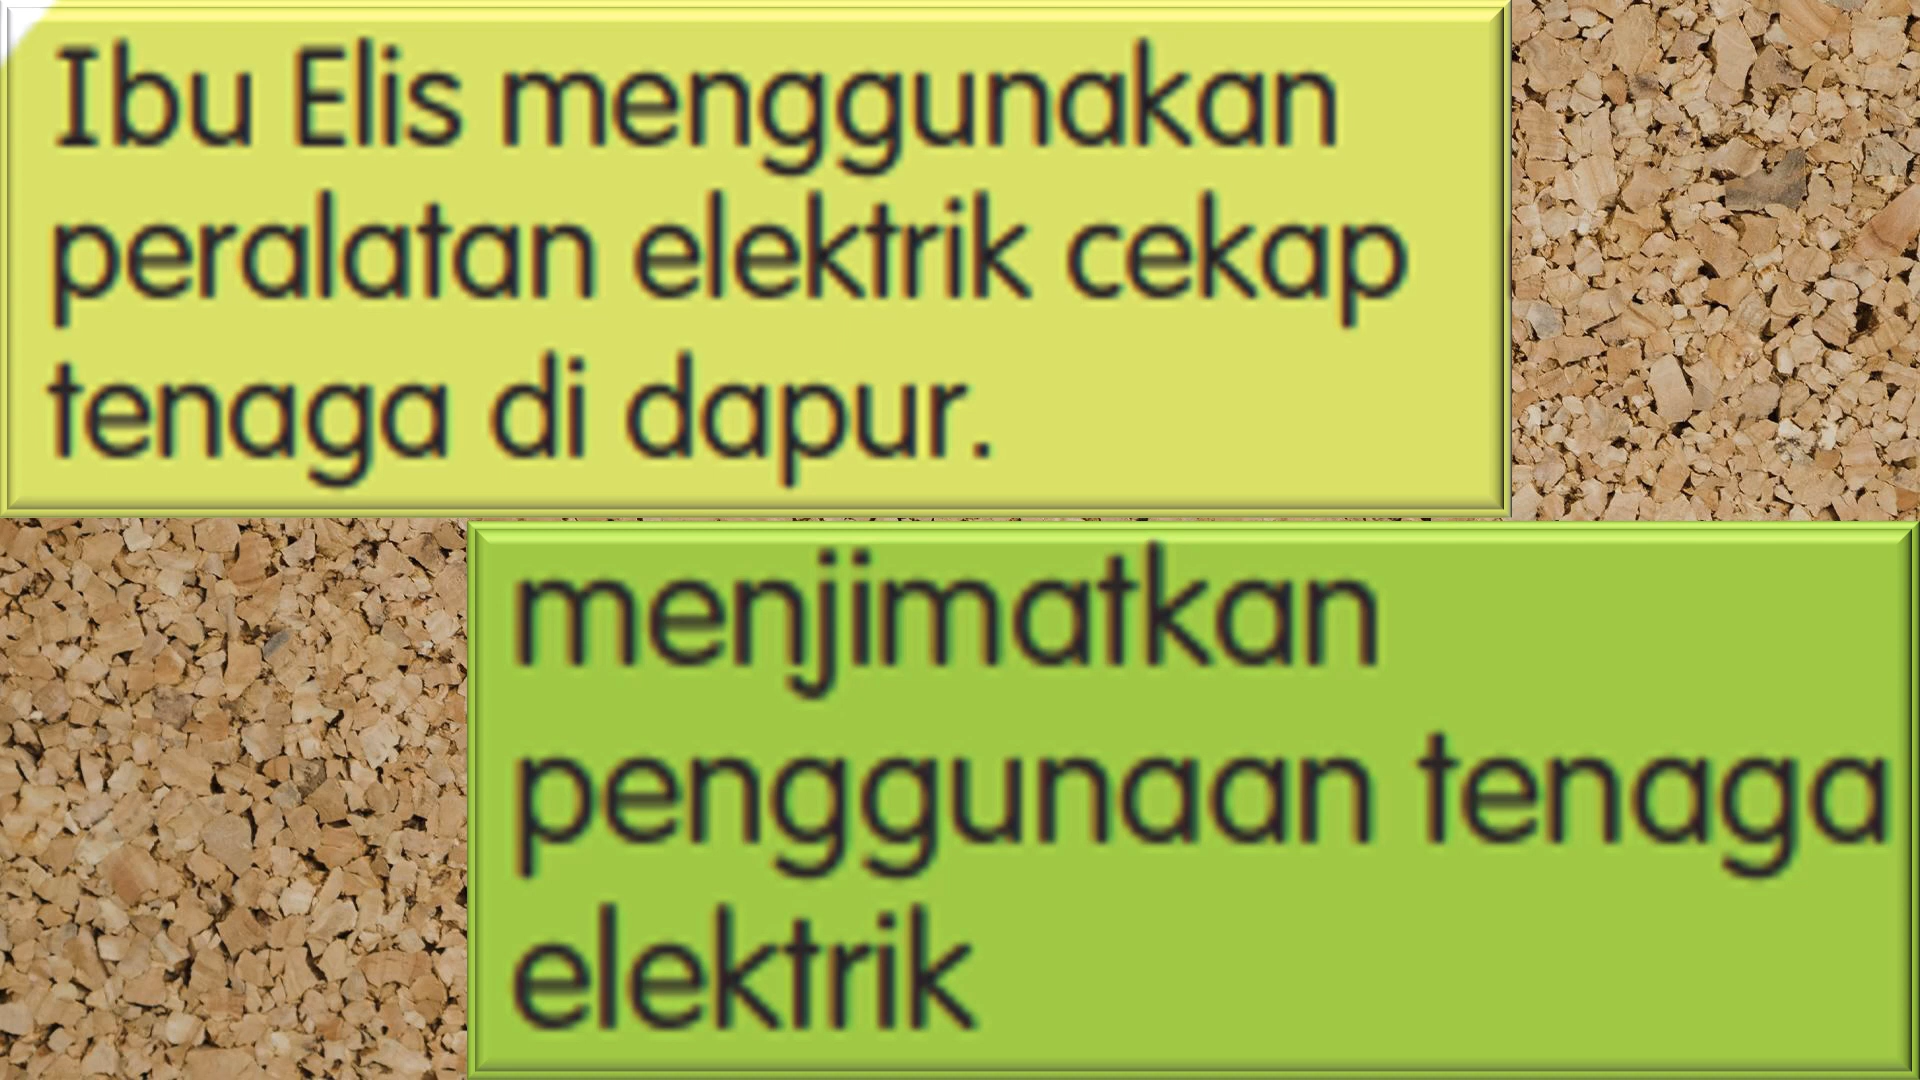 Ibu Elis menggunakan
peralatan elektrik cekap
tenaga di dapur.
menjimatkan
penggunaan tenaga
elektrik